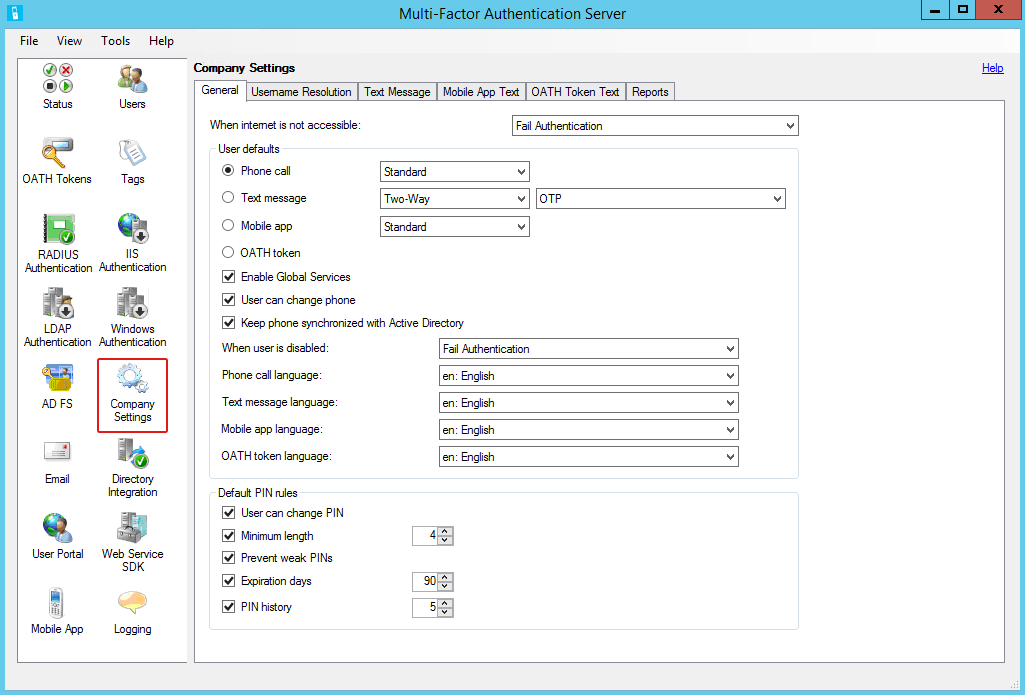 Multi-Factor Authentication Server
File View Tools Help
Status Users
OATH Tokens Tags
RADIUS Authentication
IIS Authentication
LDAP Authentication
Windows Authentication
AD FS
Company Settings
Email
Directory Integration
User Portal
Web Service SDK
Mobile App Logging
Company Settings Help
General Username Resolution Text Message Mobile App Text OATH Token Text Reports
When internet is not accessible: Fail Authentication
User defaults
Phone call Standard
Text message Two-Way OTP
Mobile app Standard
OATH token
Enable Global Services
User can change phone
Keep phone synchronized with Active Directory
When user is disabled: Fail Authentication
Phone call language: en: English
Text message language: en: English
Mobile app language: en: English
OATH token language: en: English
Default PIN rules
User can change PIN
Minimum length 4
Prevent weak PINs
Expiration days 90
PIN history 5